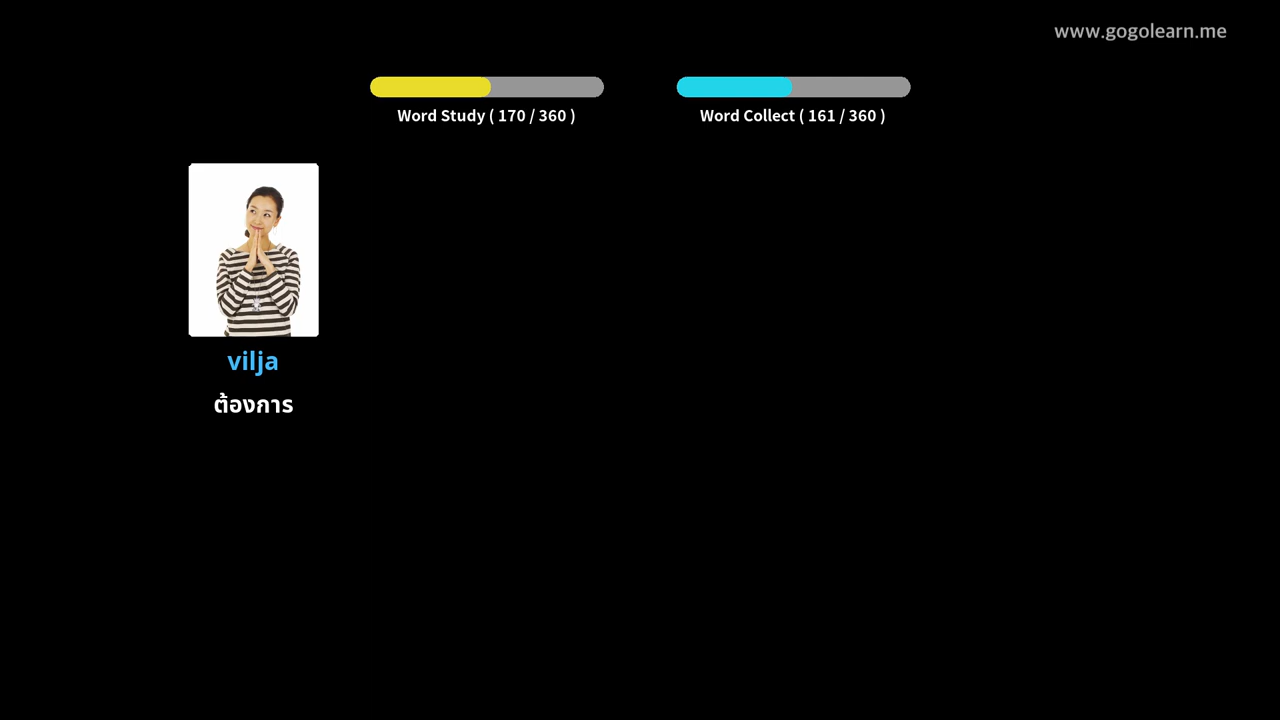 www.gogolearn.me
Word Study ( 170 / 360 )
Word Collect ( 161 / 360 )
vilja
ต้องการ